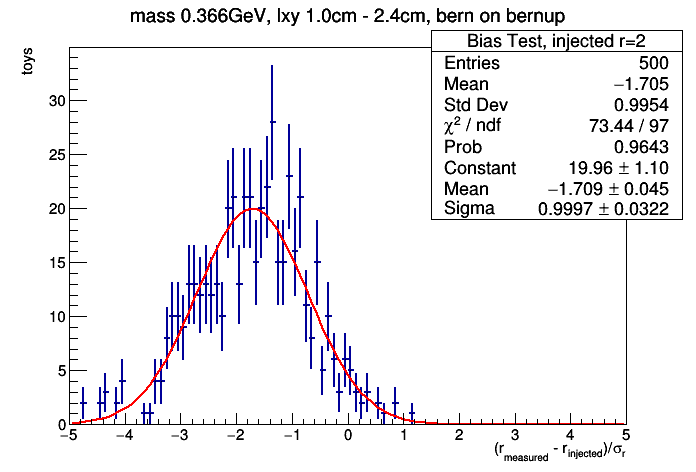 mass 0.366GeV, lxy 1.0cm - 2.4cm, bern on bernup
toys
Bias Test, injected r=2
Entries 500
Mean −1.705
Std Dev 0.9954
χ² / ndf 73.44 / 97
Prob 0.9643
Constant 19.96 ± 1.10
Mean −1.709 ± 0.045
Sigma 0.9997 ± 0.0322
30
25
20
15
10
5
0
−5 −4 −3 −2 −1 0 1 2 3 4 5
(r_measured - r_injected)/σ_r